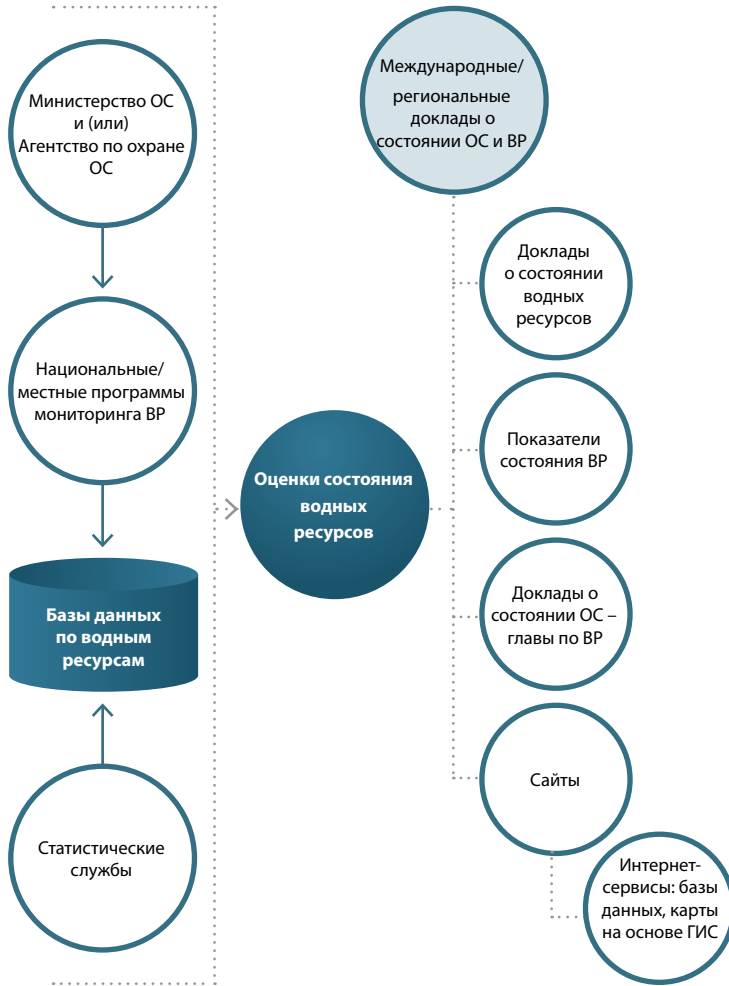 Министерство ОС
и (или)
Агентство по охране
ОС
Национальные/
местные программы
мониторинга ВР
Базы данных
по водным
ресурсам
Статистические
службы
Оценки состояния
водных
ресурсов
Международные/
региональные
доклады о
состоянии ОС и ВР
Доклады
о состоянии
водных
ресурсов
Показатели
состояния ВР
Доклады о
состоянии ОС –
главы по ВР
Сайты
Интернет-
сервисы: базы
данных, карты
на основе ГИС